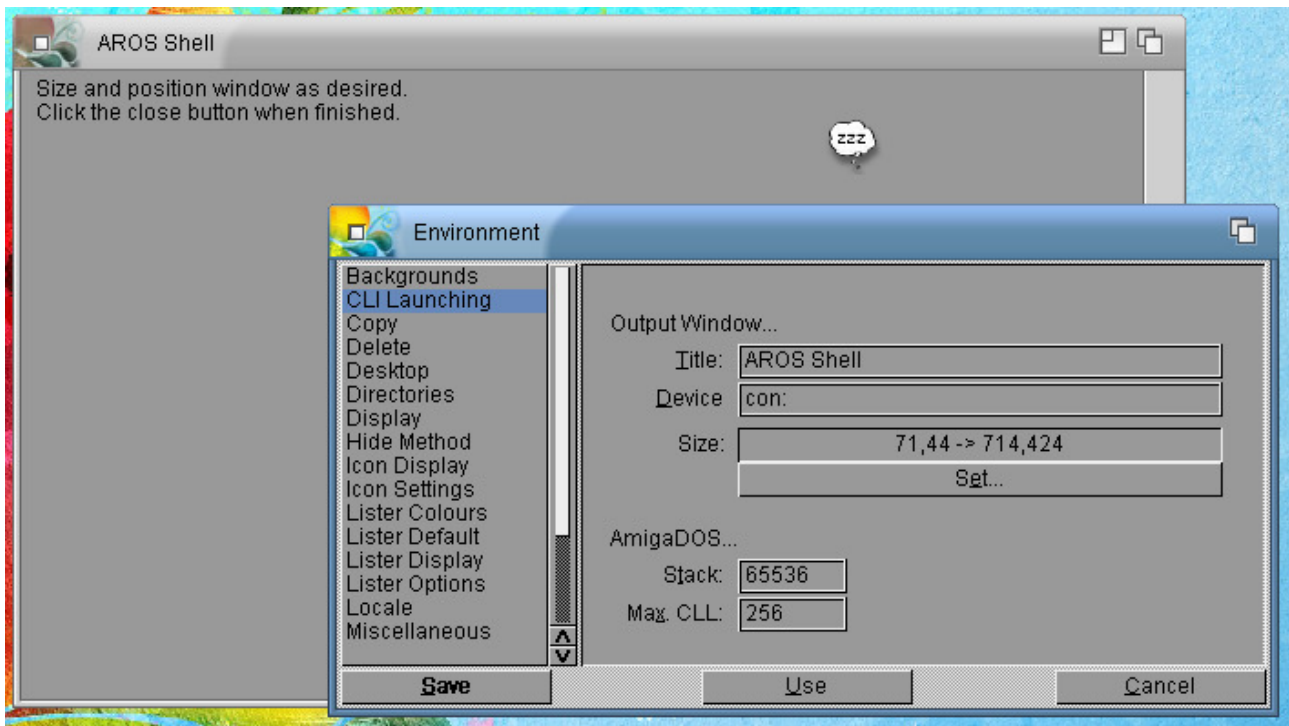 AROS Shell
Size and position window as desired.
Click the close button when finished.
zzz
Environment
Backgrounds
CLI Launching
Copy
Delete
Desktop
Directories
Display
Hide Method
Icon Display
Icon Settings
Lister Colours
Lister Default
Lister Display
Lister Options
Locale
Miscellaneous
Output Window...
Title: AROS Shell
Device con:
Size: 71,44 -> 714,424
Set...
AmigaDOS...
Stack: 65536
Max. CLL: 256
Save Use Cancel